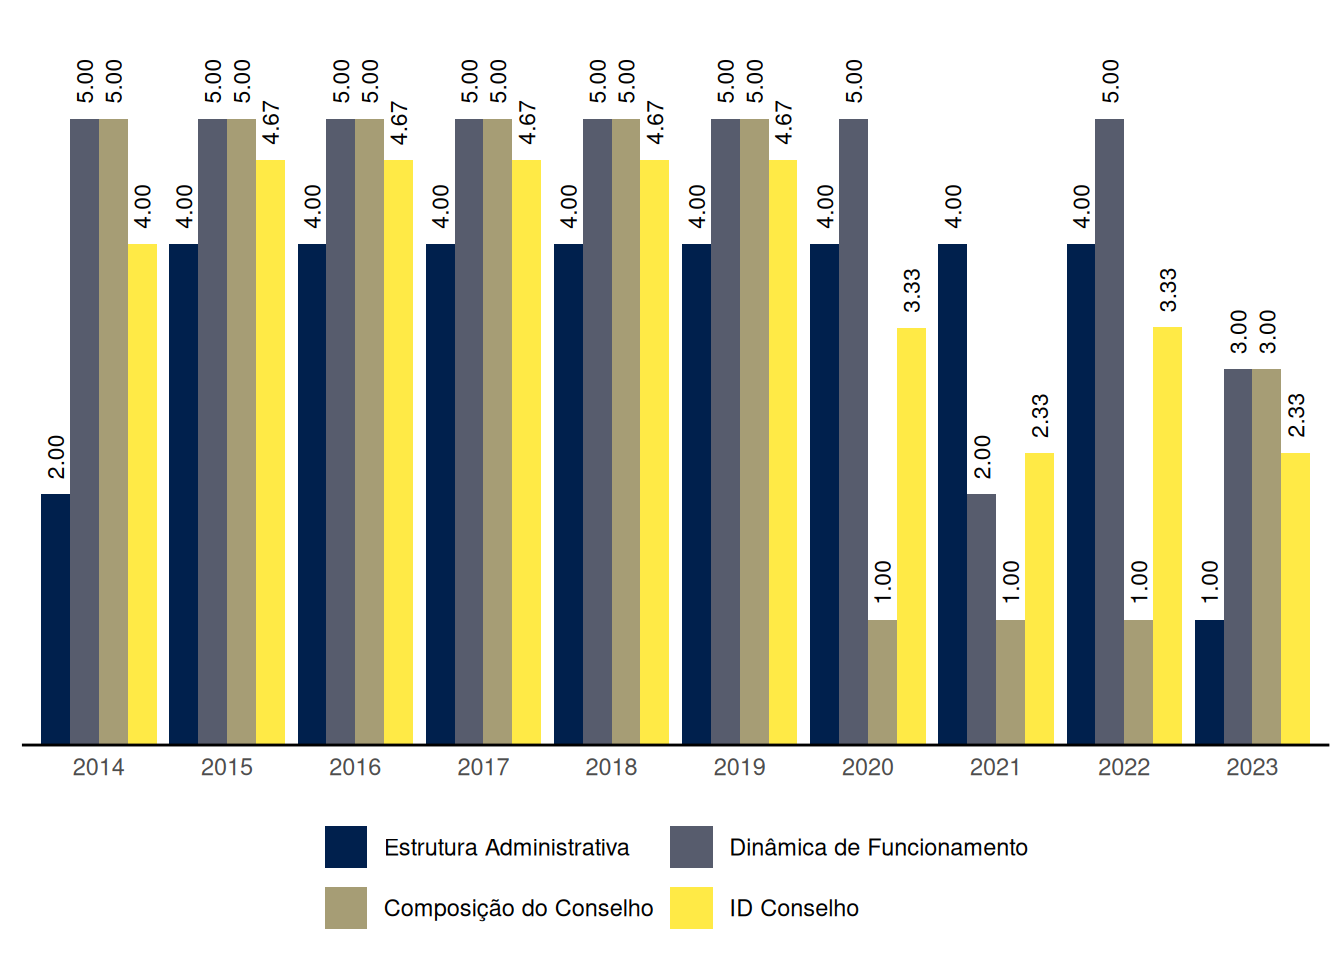 5.00 5.00 5.00 5.00 5.00 5.00 5.00 5.00 5.00 5.00 5.00 5.00 5.00 5.00
4.67 4.67 4.67 4.67 4.67
4.00 4.00 4.00 4.00 4.00 4.00 4.00 4.00 4.00
3.33 3.33
3.00 3.00
2.33 2.33
2.00 2.00
1.00 1.00 1.00 1.00
2014 2015 2016 2017 2018 2019 2020 2021 2022 2023
Estrutura Administrativa Dinâmica de Funcionamento
Composição do Conselho ID Conselho